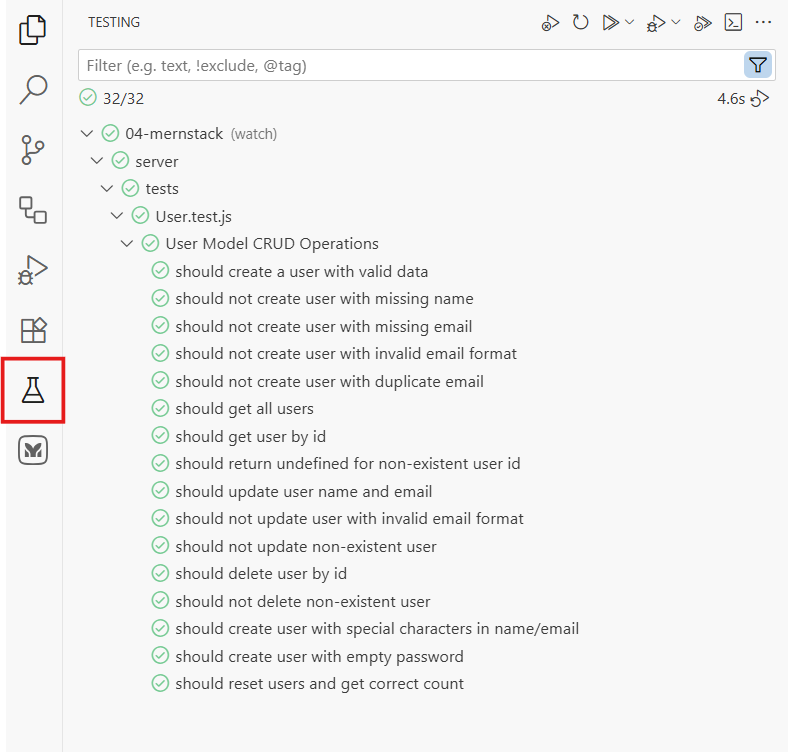 TESTING
Filter (e.g. text, !exclude, @tag)
32/32 4.6s
04-mernstack (watch)
server
tests
User.test.js
User Model CRUD Operations
should create a user with valid data
should not create user with missing name
should not create user with missing email
should not create user with invalid email format
should not create user with duplicate email
should get all users
should get user by id
should return undefined for non-existent user id
should update user name and email
should not update user with invalid email format
should not update non-existent user
should delete user by id
should not delete non-existent user
should create user with special characters in name/email
should create user with empty password
should reset users and get correct count